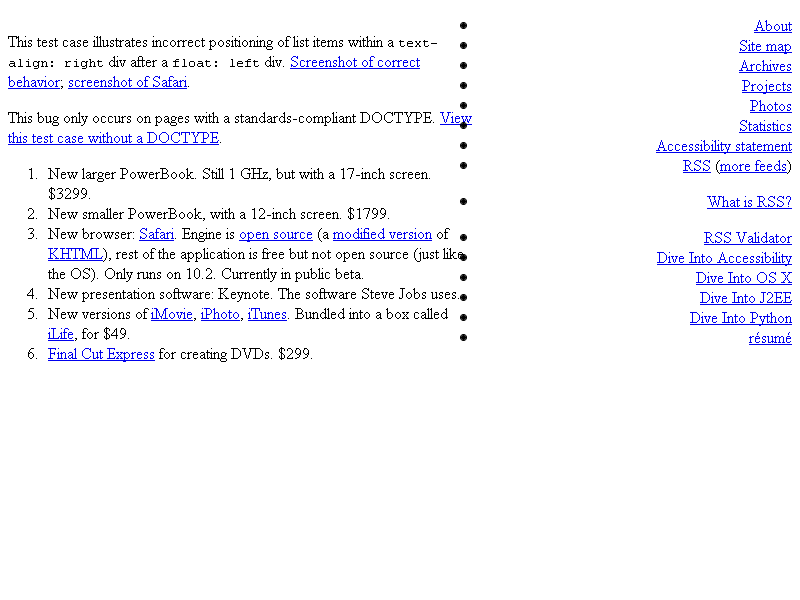 This test case illustrates incorrect positioning of list items within a text-
align: right div after a float: left div. Screenshot of correct
behavior; screenshot of Safari.
This bug only occurs on pages with a standards-compliant DOCTYPE. View
this test case without a DOCTYPE.
1. New larger PowerBook. Still 1 GHz, but with a 17-inch screen.
$3299.
2. New smaller PowerBook, with a 12-inch screen. $1799.
3. New browser: Safari. Engine is open source (a modified version of
KHTML), rest of the application is free but not open source (just like
the OS). Only runs on 10.2. Currently in public beta.
4. New presentation software: Keynote. The software Steve Jobs uses.
5. New versions of iMovie, iPhoto, iTunes. Bundled into a box called
iLife, for $49.
6. Final Cut Express for creating DVDs. $299.
About
Site map
Archives
Projects
Photos
Statistics
Accessibility statement
RSS (more feeds)
What is RSS?
RSS Validator
Dive Into Accessibility
Dive Into OS X
Dive Into J2EE
Dive Into Python
résumé